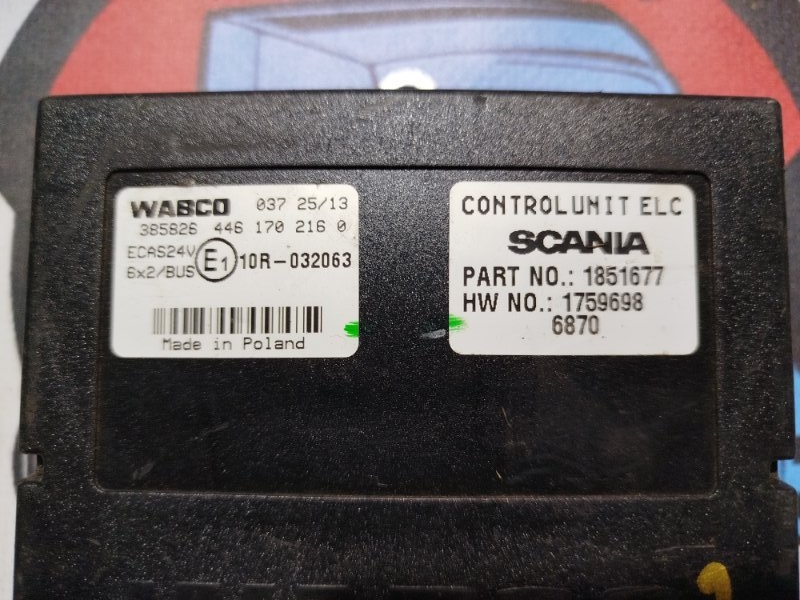 WABCO 037 25/13
385826 446 170 216 0
ECAS24V
6x2/BUS E1 10R-032063
Made in Poland
CONTROLUNIT ELC
SCANIA
PART NO.: 1851677
HW NO.: 1759698
6870